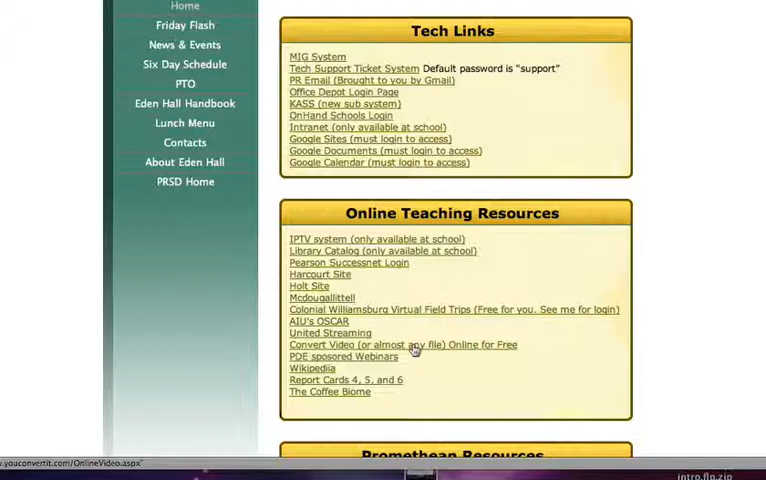 Home
Friday Flash
News & Events
Six Day Schedule
PTO
Eden Hall Handbook
Lunch Menu
Contacts
About Eden Hall
PRSD Home
Tech Links
MIG System
Tech Support Ticket System Default password is "support"
PR Email (Brought to you by Gmail)
Office Depot Login Page
KASS (new sub system)
OnHand Schools Login
Intranet (only available at school)
Google Sites (must login to access)
Google Documents (must login to access)
Google Calendar (must login to access)
Online Teaching Resources
IPTV system (only available at school)
Library Catalog (only available at school)
Pearson Successnet Login
Harcourt Site
Holt Site
Mcdougallittell
Colonial Williamsburg Virtual Field Trips (Free for you. See me for login)
AIU's OSCAR
United Streaming
Convert Video (or almost any file) Online for Free
PDE sposored Webinars
Wikipediia
Report Cards 4, 5, and 6
The Coffee Biome
Promethean Resources
.youconvertit.com/OnlineVideo.aspx"
intro.flp.zip